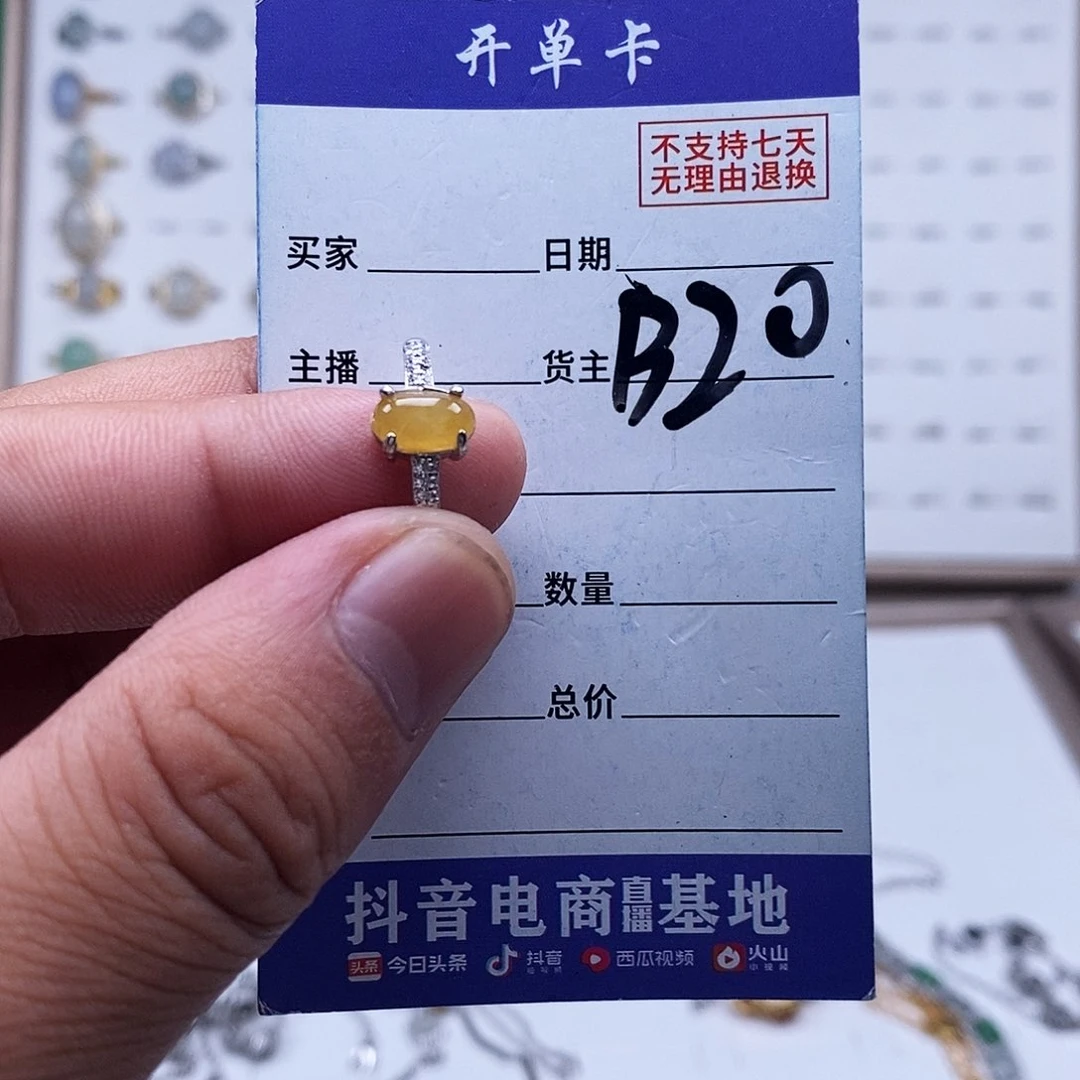 开单卡
不支持七天
无理由退换
买家 日期
主播 货主 B20
数量
总价
抖音电商直播基地
头条 今日头条 抖音 西瓜视频 火山